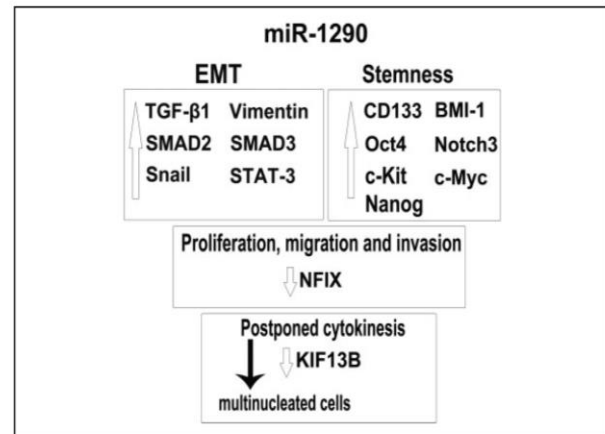 miR-1290
EMT
TGF-β1 Vimentin
SMAD2 SMAD3
Snail STAT-3
Stemness
CD133 BMI-1
Oct4 Notch3
c-Kit c-Myc
Nanog
Proliferation, migration and invasion
NFIX
Postponed cytokinesis
KIF13B
multinucleated cells